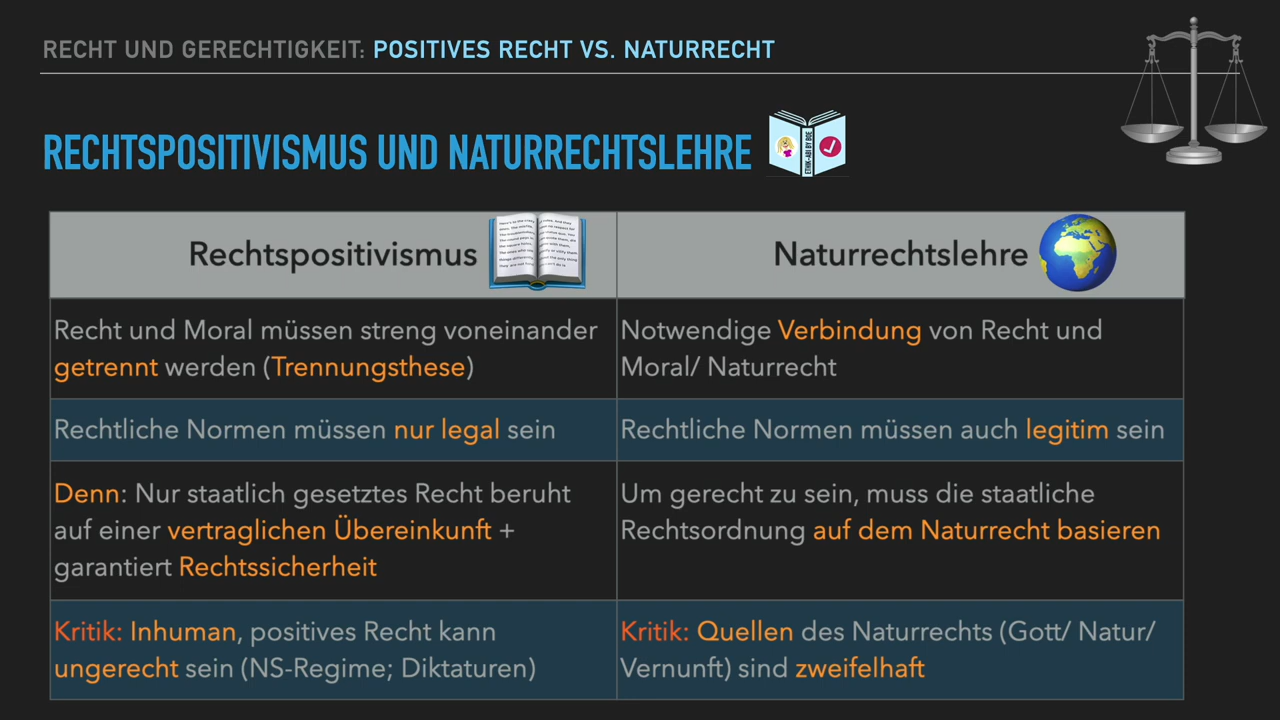 RECHT UND GERECHTIGKEIT: POSITIVES RECHT VS. NATURRECHT
RECHTSPOSITIVISMUS UND NATURRECHTSLEHRE
ETHIK-ABI BY BOE
Rechtspositivismus
Naturrechtslehre
Recht und Moral müssen streng voneinander
getrennt werden (Trennungsthese)
Notwendige Verbindung von Recht und
Moral/ Naturrecht
Rechtliche Normen müssen nur legal sein
Rechtliche Normen müssen auch legitim sein
Denn: Nur staatlich gesetztes Recht beruht
auf einer vertraglichen Übereinkunft +
garantiert Rechtssicherheit
Um gerecht zu sein, muss die staatliche
Rechtsordnung auf dem Naturrecht basieren
Kritik: Inhuman, positives Recht kann
ungerecht sein (NS-Regime; Diktaturen)
Kritik: Quellen des Naturrechts (Gott/ Natur/
Vernunft) sind zweifelhaft